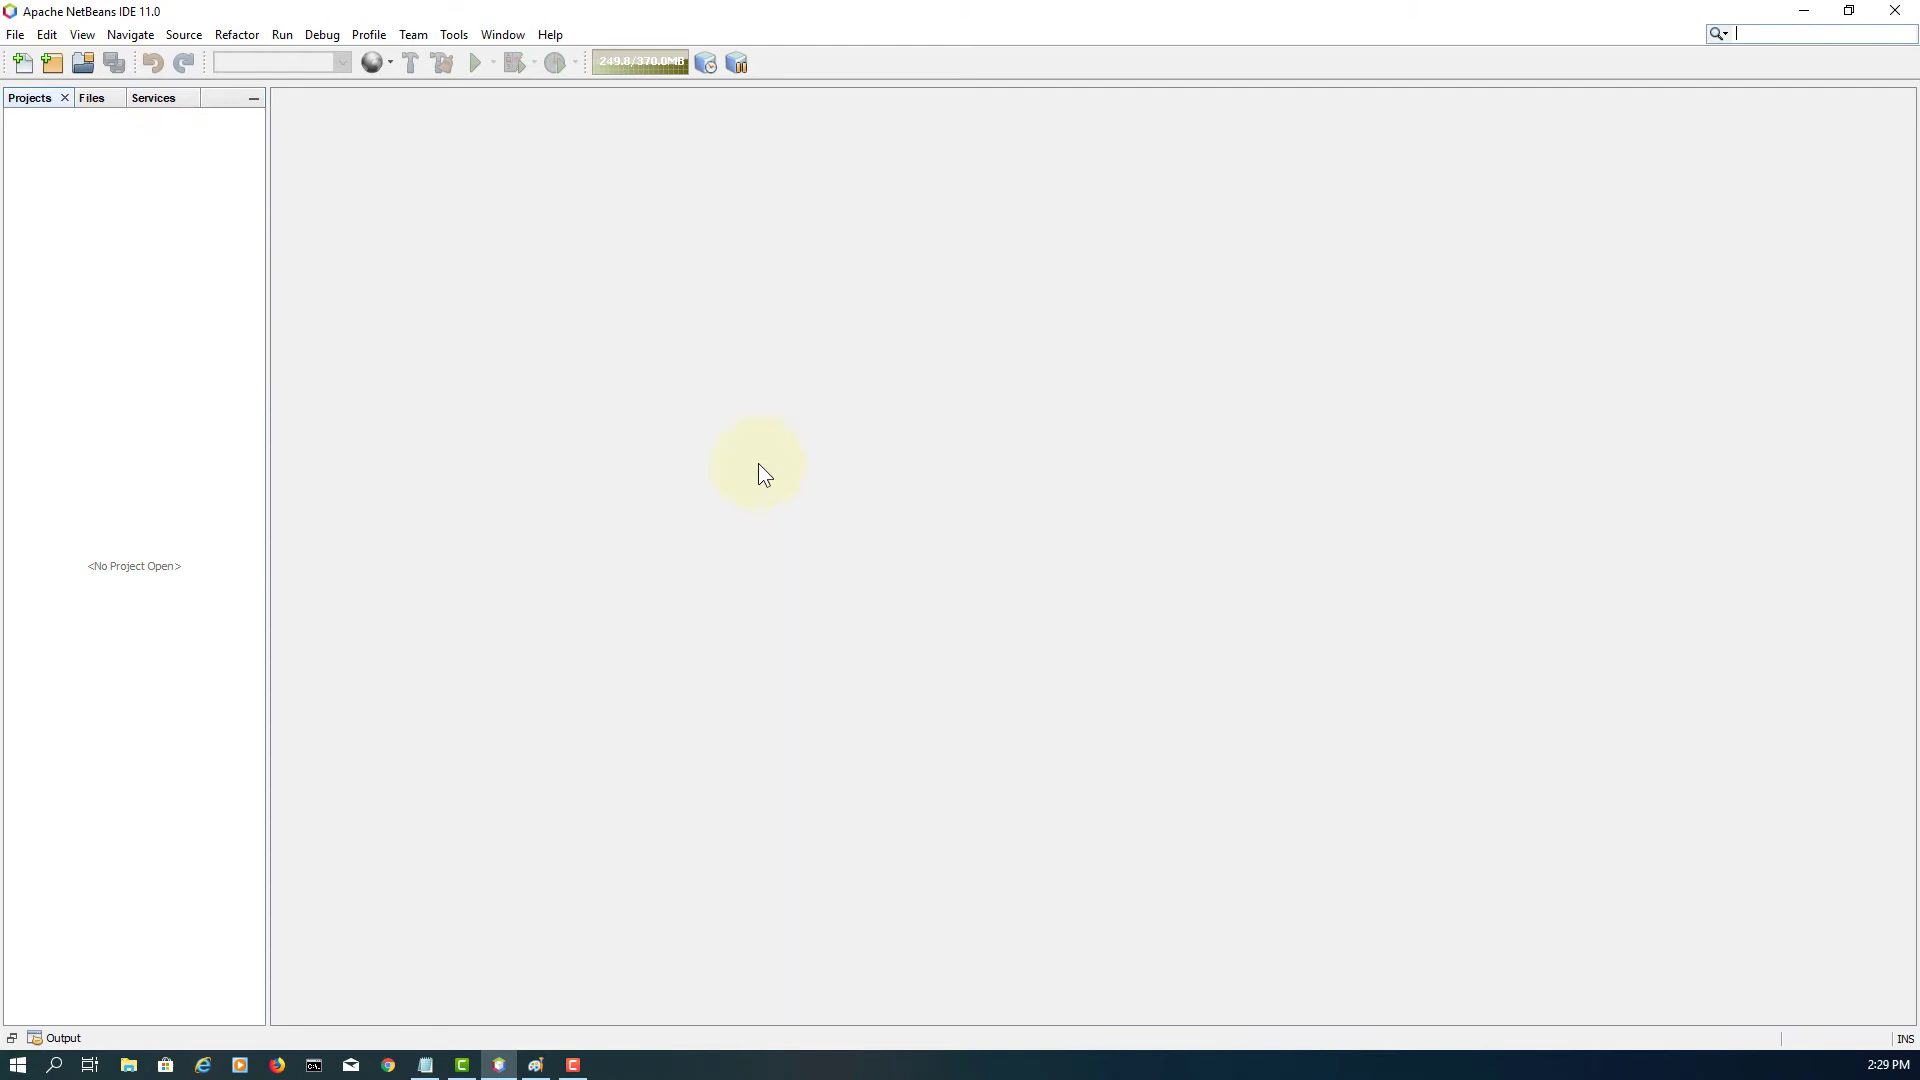 Apache NetBeans IDE 11.0
File Edit View Navigate Source Refactor Run Debug Profile Team Tools Window Help
249.8/370.0MB
Projects Files Services
<No Project Open>
Output
INS
2:29 PM